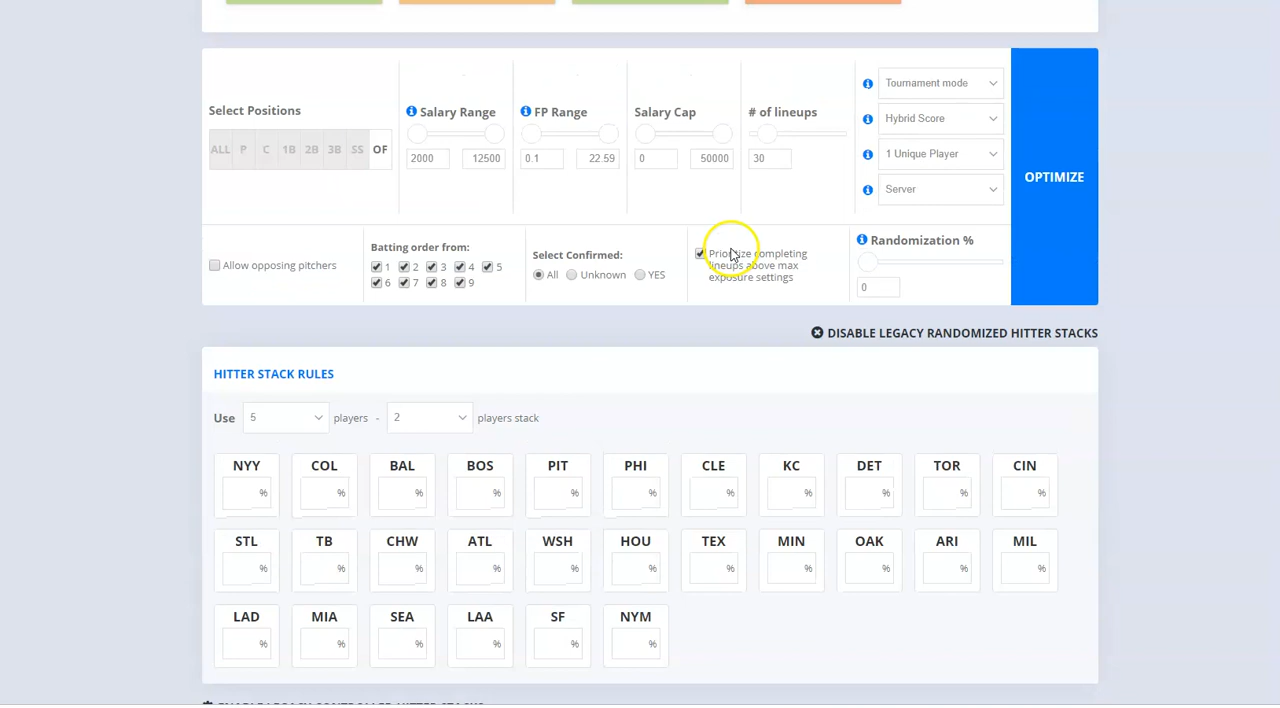 Select Positions
ALL P C 1B 2B 3B SS OF
Salary Range
2000 12500
FP Range
0.1 22.59
Salary Cap
0 50000
# of lineups
30
Tournament mode
Hybrid Score
1 Unique Player
Server
OPTIMIZE
Allow opposing pitchers
Batting order from:
1 2 3 4 5
6 7 8 9
Select Confirmed:
All Unknown YES
Prioritize completing
lineups above max
exposure settings
Randomization %
0
DISABLE LEGACY RANDOMIZED HITTER STACKS
HITTER STACK RULES
Use 5 players - 2 players stack
NYY COL BAL BOS PIT PHI CLE KC DET TOR CIN
% % % % % % % % % % %
STL TB CHW ATL WSH HOU TEX MIN OAK ARI MIL
% % % % % % % % % % %
LAD MIA SEA LAA SF NYM
% % % % % %